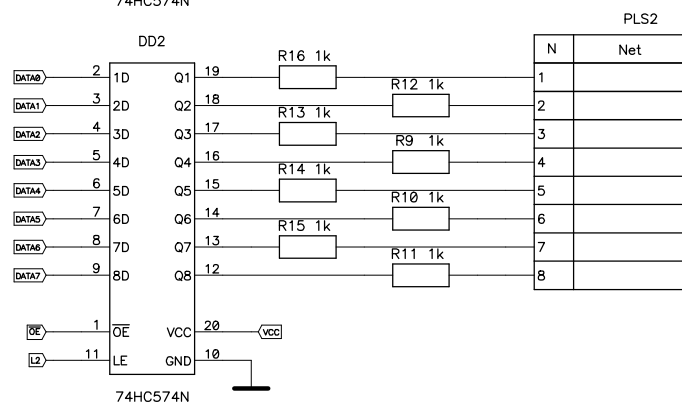 74HC574N
PLS2
DD2
N Net
R16 1k
DATA0 2 1D Q1 19 1
R12 1k
DATA1 3 2D Q2 18 2
R13 1k
DATA2 4 3D Q3 17 3
R9 1k
DATA3 5 4D Q4 16 4
R14 1k
DATA4 6 5D Q5 15 5
R10 1k
DATA5 7 6D Q6 14 6
R15 1k
DATA6 8 7D Q7 13 7
R11 1k
DATA7 9 8D Q8 12 8
OE 1 OE VCC 20 VCC
L2 11 LE GND 10
74HC574N